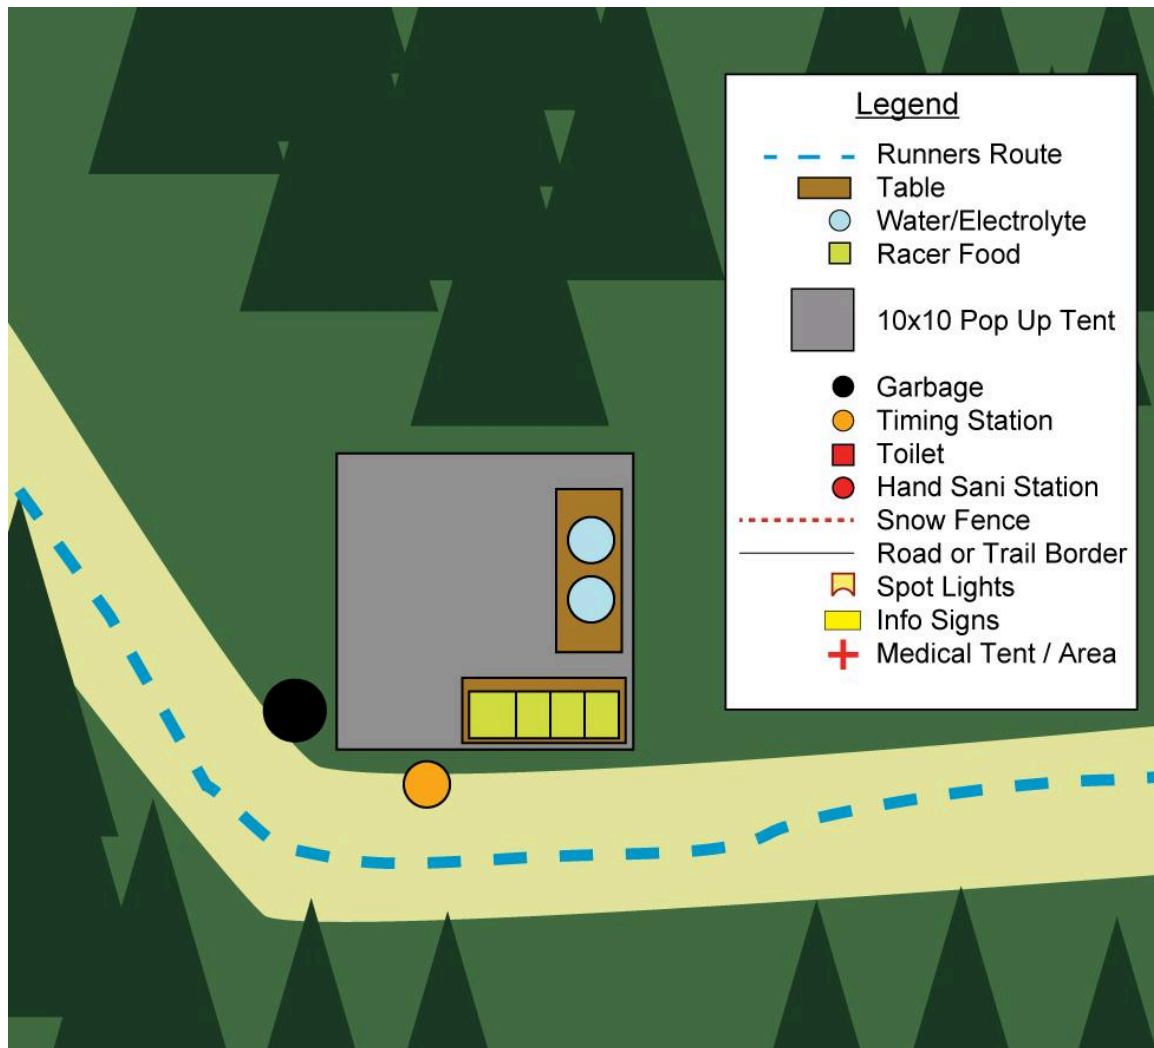 Legend
Runners Route
Table
Water/Electrolyte
Racer Food
10x10 Pop Up Tent
Garbage
Timing Station
Toilet
Hand Sani Station
Snow Fence
Road or Trail Border
Spot Lights
Info Signs
Medical Tent / Area